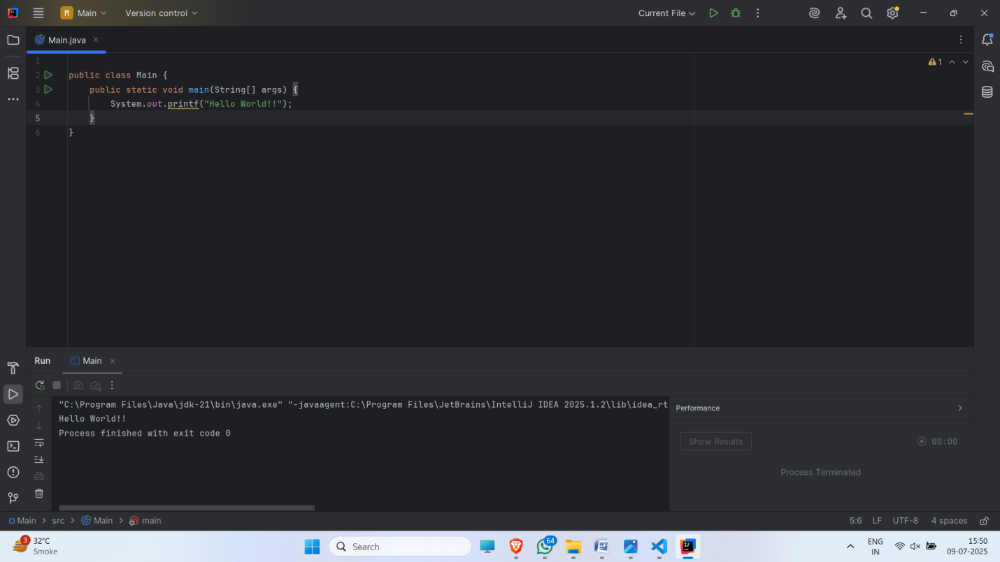 M Main Version control Current File
Main.java
1
1
2 public class Main {
3 public static void main(String[] args) {
4 System.out.printf("Hello World!!");
5 }
6 }
Run Main
"C:\Program Files\Java\jdk-21\bin\java.exe" "-javaagent:C:\Program Files\JetBrains\IntelliJ IDEA 2025.1.2\lib\idea_rt
Hello World!!
Process finished with exit code 0
Performance
Show Results 00:00
Process Terminated
Main > src > Main > main 5:6 LF UTF-8 4 spaces
3 32°C
Smoke
Search
64
ENG
IN
15:50
09-07-2025